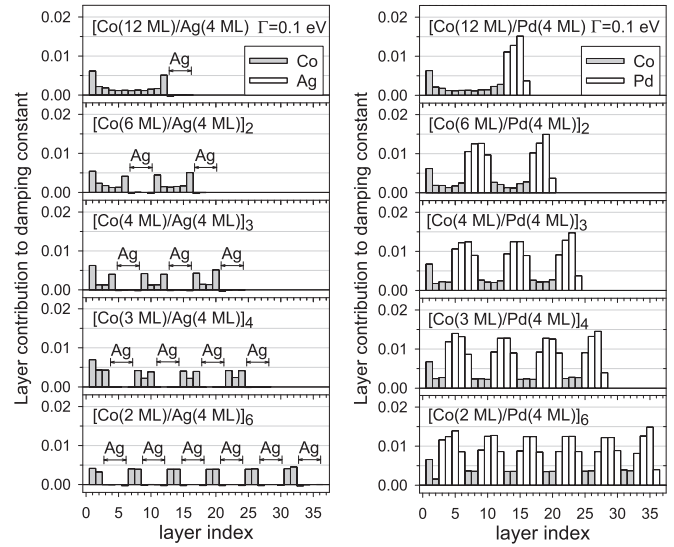 Layer contribution to damping constant
[Co(12 ML)/Ag(4 ML) Γ=0.1 eV
0.02
0.01
0.00
Ag
Co
Ag
[Co(6 ML)/Ag(4 ML)]2
0.02
0.01
0.00
Ag Ag
[Co(4 ML)/Ag(4 ML)]3
0.02
0.01
0.00
Ag Ag Ag
[Co(3 ML)/Ag(4 ML)]4
0.02
0.01
0.00
Ag Ag Ag Ag
[Co(2 ML)/Ag(4 ML)]6
0.02
0.01
0.00
Ag Ag Ag Ag Ag Ag
0 5 10 15 20 25 30 35
layer index
Layer contribution to damping constant
[Co(12 ML)/Pd(4 ML) Γ=0.1 eV
0.02
0.01
0.00
Co
Pd
[Co(6 ML)/Pd(4 ML)]2
0.02
0.01
0.00
[Co(4 ML)/Pd(4 ML)]3
0.02
0.01
0.00
[Co(3 ML)/Pd(4 ML)]4
0.02
0.01
0.00
[Co(2 ML)/Pd(4 ML)]6
0.02
0.01
0.00
0 5 10 15 20 25 30 35
layer index